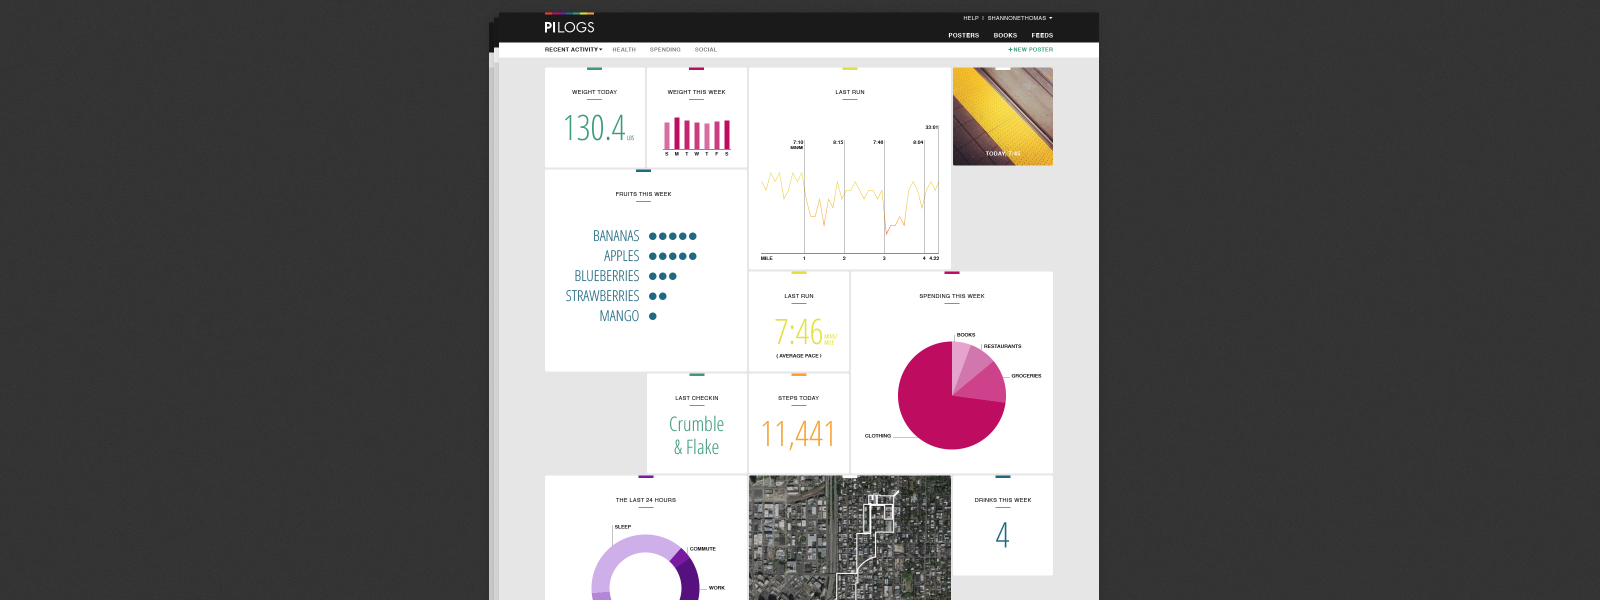 PILOGS
HELP | SHANNONETHOMAS
POSTERS BOOKS FEEDS
RECENT ACTIVITY HEALTH SPENDING SOCIAL
+NEW POSTER
WEIGHT TODAY
130.4 LBS
WEIGHT THIS WEEK
S M T W T F S
LAST RUN
33:01
7:10 8:15 7:46 8:04
MILE 1 2 3 4 4.22
TODAY, 7:45
FRUITS THIS WEEK
BANANAS
APPLES
BLUEBERRIES
STRAWBERRIES
MANGO
LAST RUN
7:46
( AVERAGE PACE )
SPENDING THIS WEEK
BOOKS
RESTAURANTS
GROCERIES
CLOTHING
LAST CHECKIN
Crumble
& Flake
STEPS TODAY
11,441
THE LAST 24 HOURS
SLEEP
COMMUTE
WORK
DRINKS THIS WEEK
4